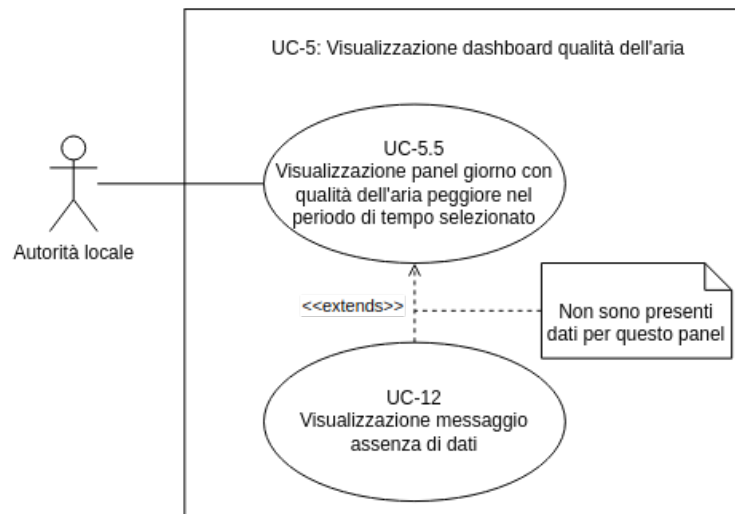 UC-5: Visualizzazione dashboard qualità dell'aria
UC-5.5
Visualizzazione panel giorno con
qualità dell'aria peggiore nel
periodo di tempo selezionato
Autorità locale
<<extends>>
Non sono presenti
dati per questo panel
UC-12
Visualizzazione messaggio
assenza di dati